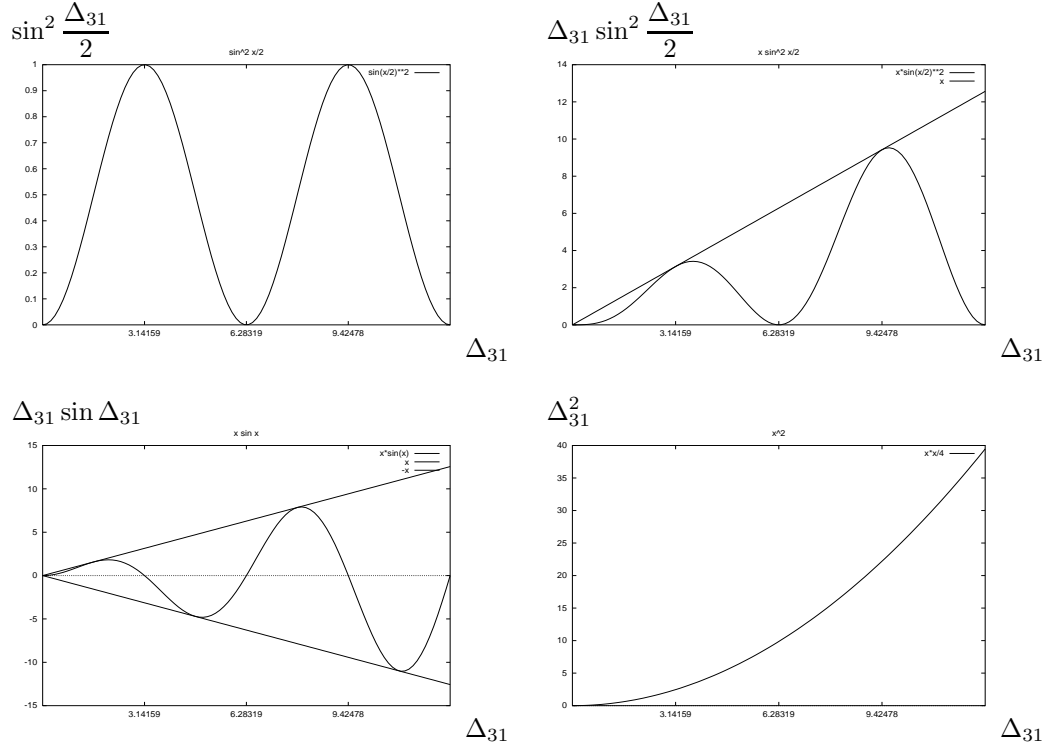 sin² Δ₃₁/2
sin^2 x/2
sin(x/2)**2
1
0.9
0.8
0.7
0.6
0.5
0.4
0.3
0.2
0.1
0
3.14159 6.28319 9.42478
Δ₃₁
Δ₃₁ sin² Δ₃₁/2
x sin^2 x/2
x*sin(x/2)**2
x
14
12
10
8
6
4
2
0
3.14159 6.28319 9.42478
Δ₃₁
Δ₃₁ sin Δ₃₁
x sin x
x*sin(x)
x
-x
15
10
5
0
-5
-10
-15
3.14159 6.28319 9.42478
Δ₃₁
Δ²₃₁
x^2
x*x/4
40
35
30
25
20
15
10
5
0
3.14159 6.28319 9.42478
Δ₃₁